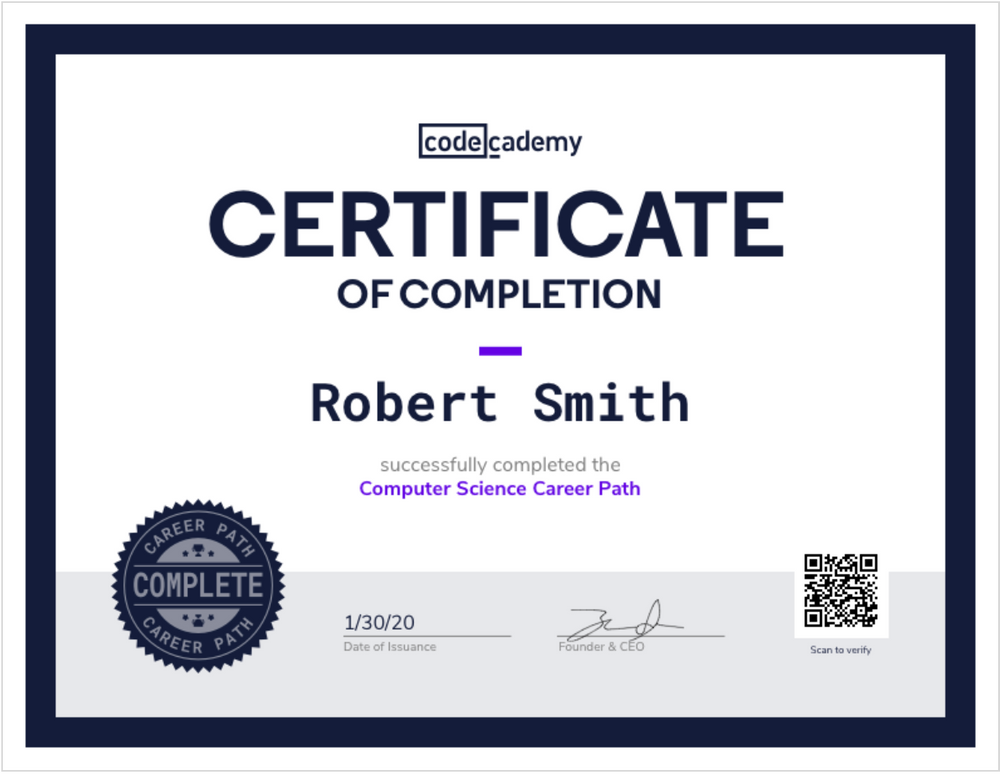 codecademy
CERTIFICATE
OF COMPLETION
Robert Smith
successfully completed the
Computer Science Career Path
CAREER PATH
COMPLETE
CAREER PATH
1/30/20
Date of Issuance
Founder & CEO
Scan to verify